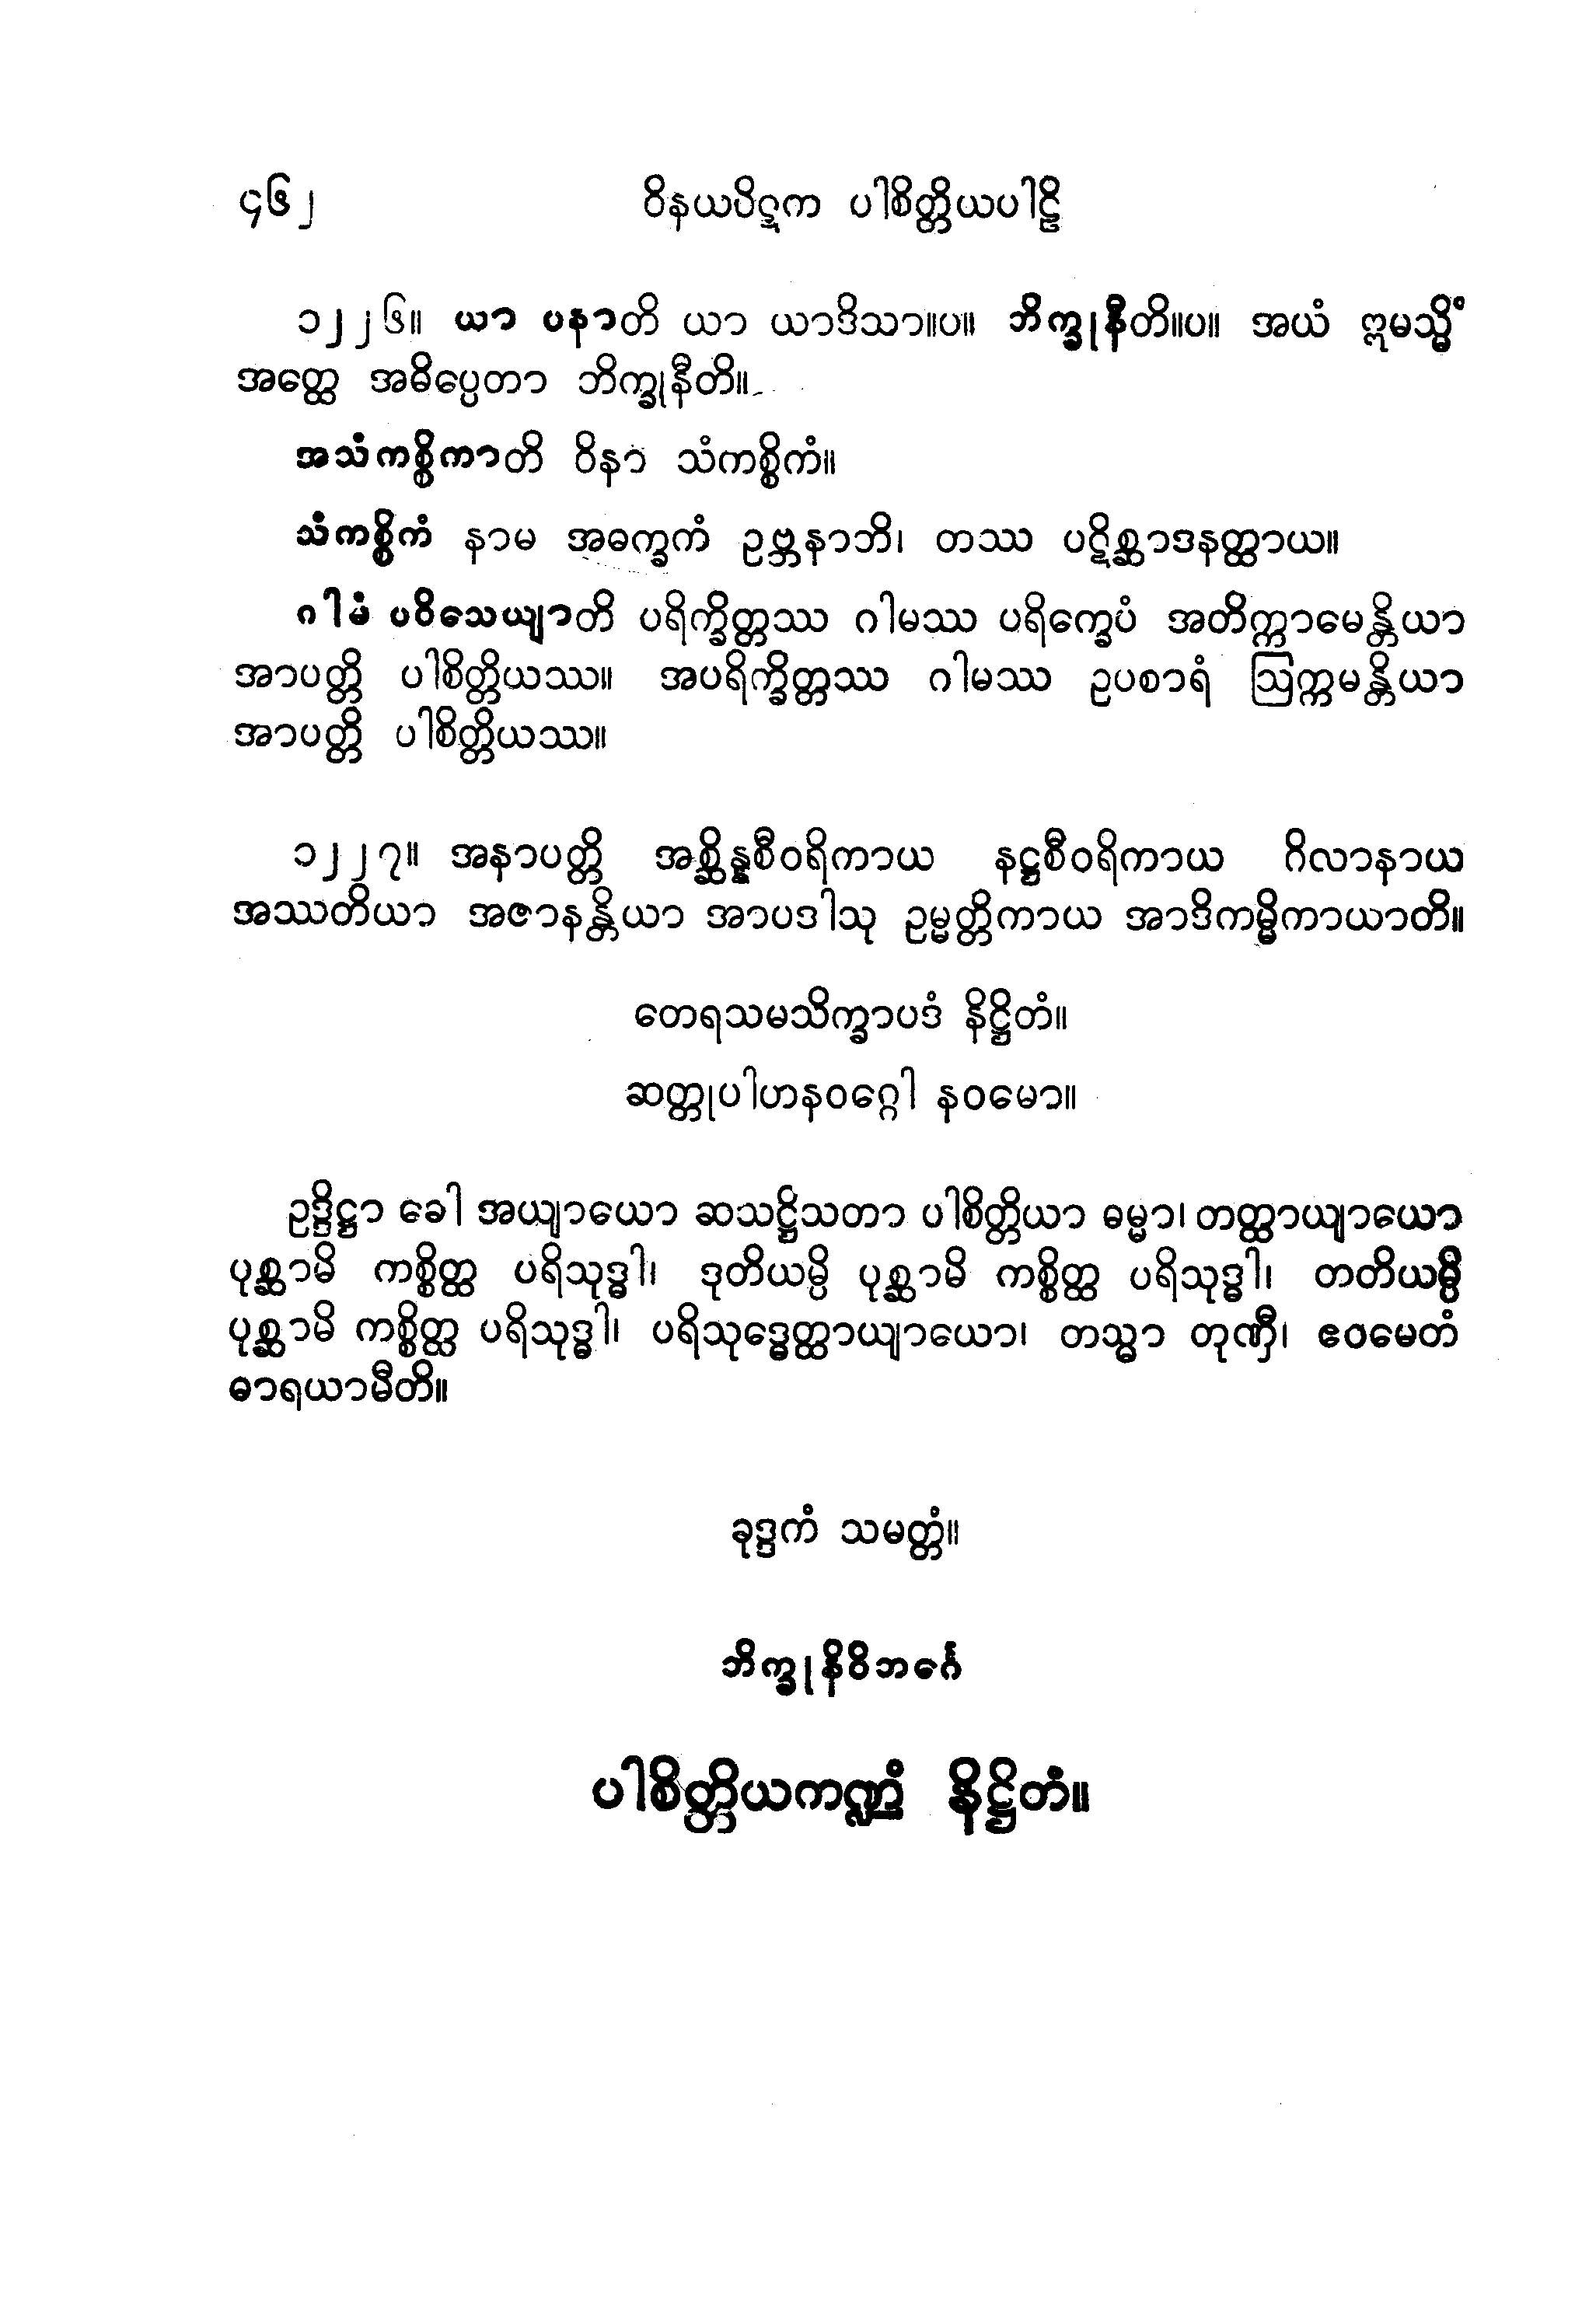 ၄၆၂ ဝိနယပိဋက ပါစိတ္တိယပါဠိ
၁၂၂၆။ ယာ ပနာတိ ယာ ယာဒိသာ။ပ။ ဘိက္ခုနီတိ။ပ။ အယံ ဣမသ္မိံ
အတ္ထေ အဓိပ္ပေတာ ဘိက္ခုနီတိ။
အသံကစ္စိကာတိ ဝိနာ သံကစ္စိကံ။
သံကစ္စိကံ နာမ အဓက္ခကံ ဥဗ္ဘနာဘိ၊ တဿ ပဋိစ္ဆာဒနတ္ထာယ။
ဂါမံ ပဝိသေယျာတိ ပရိက္ခိတ္တဿ ဂါမဿ ပရိက္ခေပံ အတိက္ကာမေန္တိယာ
အာပတ္တိ ပါစိတ္တိယဿ။ အပရိက္ခိတ္တဿ ဂါမဿ ဥပစာရံ ဩက္ကမန္တိယာ
အာပတ္တိ ပါစိတ္တိယဿ။
၁၂၂၇။ အနာပတ္တိ အစ္ဆိန္နစီဝရိကာယ နဋ္ဌစီဝရိကာယ ဂိလာနာယ
အဿတိယာ အဇာနန္တိယာ အာပဒါသု ဥမ္မတ္တိကာယ အာဒိကမ္မိကာယာတိ။
တေရသမသိက္ခာပဒံ နိဋ္ဌိတံ။
ဆတ္တုပါဟနဝဂ္ဂေါ နဝမော။
ဥဒ္ဒိဋ္ဌာ ခေါ အယျာယော ဆသဋ္ဌိသတာ ပါစိတ္တိယာ ဓမ္မာ၊ တတ္ထာယျာယော
ပုစ္ဆာမိ ကစ္စိတ္ထ ပရိသုဒ္ဓါ၊ ဒုတိယမ္ပိ ပုစ္ဆာမိ ကစ္စိတ္ထ ပရိသုဒ္ဓါ၊ တတိယမ္ပိ
ပုစ္ဆာမိ ကစ္စိတ္ထ ပရိသုဒ္ဓါ၊ ပရိသုဒ္ဓေတ္ထာယျာယော၊ တသ္မာ တုဏှီ၊ ဧဝမေတံ
ဓာရယာမီတိ။
ခုဒ္ဒကံ သမတ္တံ။
ဘိက္ခုနိဝိဘင်္ဂေ
ပါစိတ္တိယကဏ္ဍံ နိဋ္ဌိတံ။